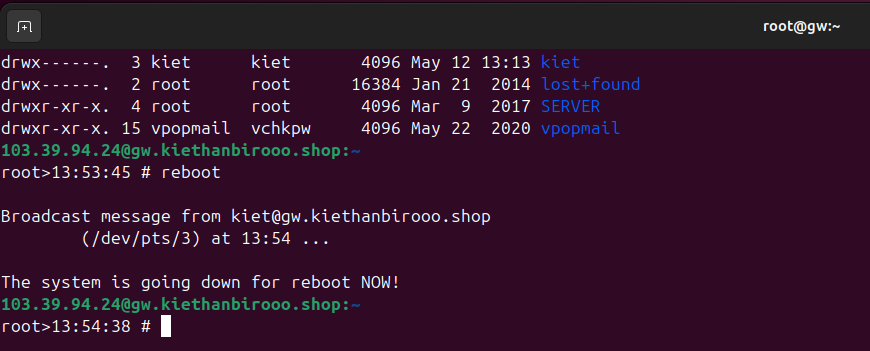 root@gw:~
drwx------.  3 kiet     kiet       4096 May 12 13:13 kiet
drwx------.  2 root     root      16384 Jan 21  2014 lost+found
drwxr-xr-x.  4 root     root       4096 Mar  9  2017 SERVER
drwxr-xr-x. 15 vpopmail vchkpw     4096 May 22  2020 vpopmail
103.39.94.24@gw.kiethanbirooo.shop:~
root>13:53:45 # reboot
Broadcast message from kiet@gw.kiethanbirooo.shop
        (/dev/pts/3) at 13:54 ...
The system is going down for reboot NOW!
103.39.94.24@gw.kiethanbirooo.shop:~
root>13:54:38 #